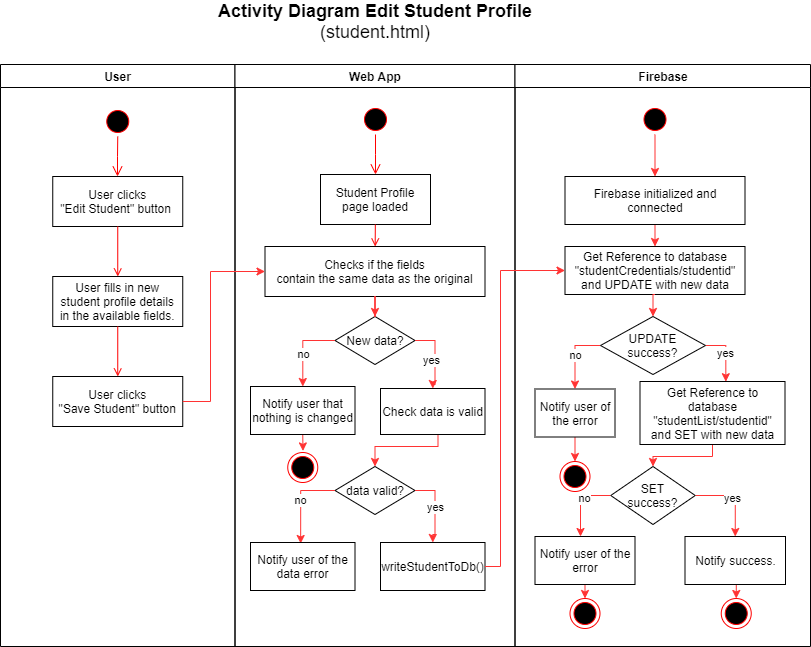 Activity Diagram Edit Student Profile
(student.html)
User
Web App
Firebase
User clicks
"Edit Student" button
User fills in new
student profile details
in the available fields.
User clicks
"Save Student" button
Student Profile
page loaded
Checks if the fields
contain the same data as the original
New data?
no
yes
Notify user that
nothing is changed
Check data is valid
data valid?
no
yes
Notify user of the
data error
writeStudentToDb()
Firebase initialized and
connected
Get Reference to database
"studentCredentials/studentid"
and UPDATE with new data
UPDATE
success?
no
yes
Notify user of
the error
Get Reference to
database
"studentList/studentid"
and SET with new data
SET
success?
no
yes
Notify user of the
error
Notify success.